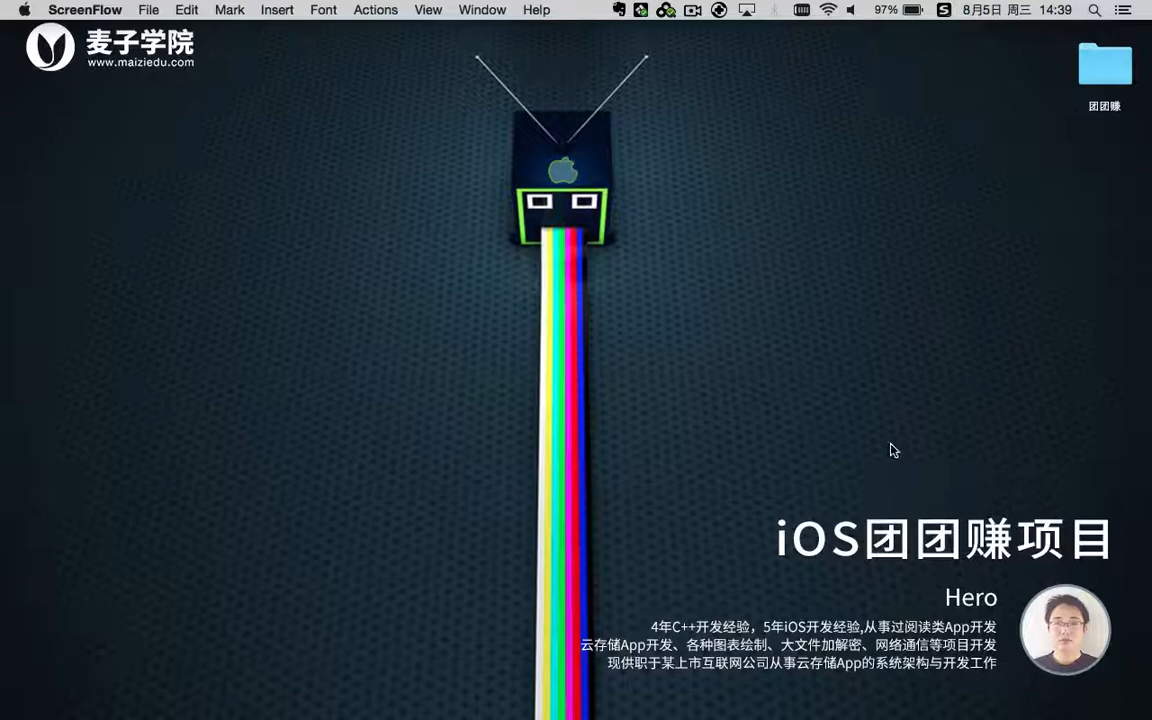 ScreenFlow File Edit Mark Insert Font Actions View Window Help 97% 8月5日 周三 14:39
麦子学院
www.maiziedu.com
团团赚
iOS团团赚项目
Hero
4年C++开发经验，5年iOS开发经验,从事过阅读类App开发
云存储App开发、各种图表绘制、大文件加解密、网络通信等项目开发
现供职于某上市互联网公司从事云存储App的系统架构与开发工作